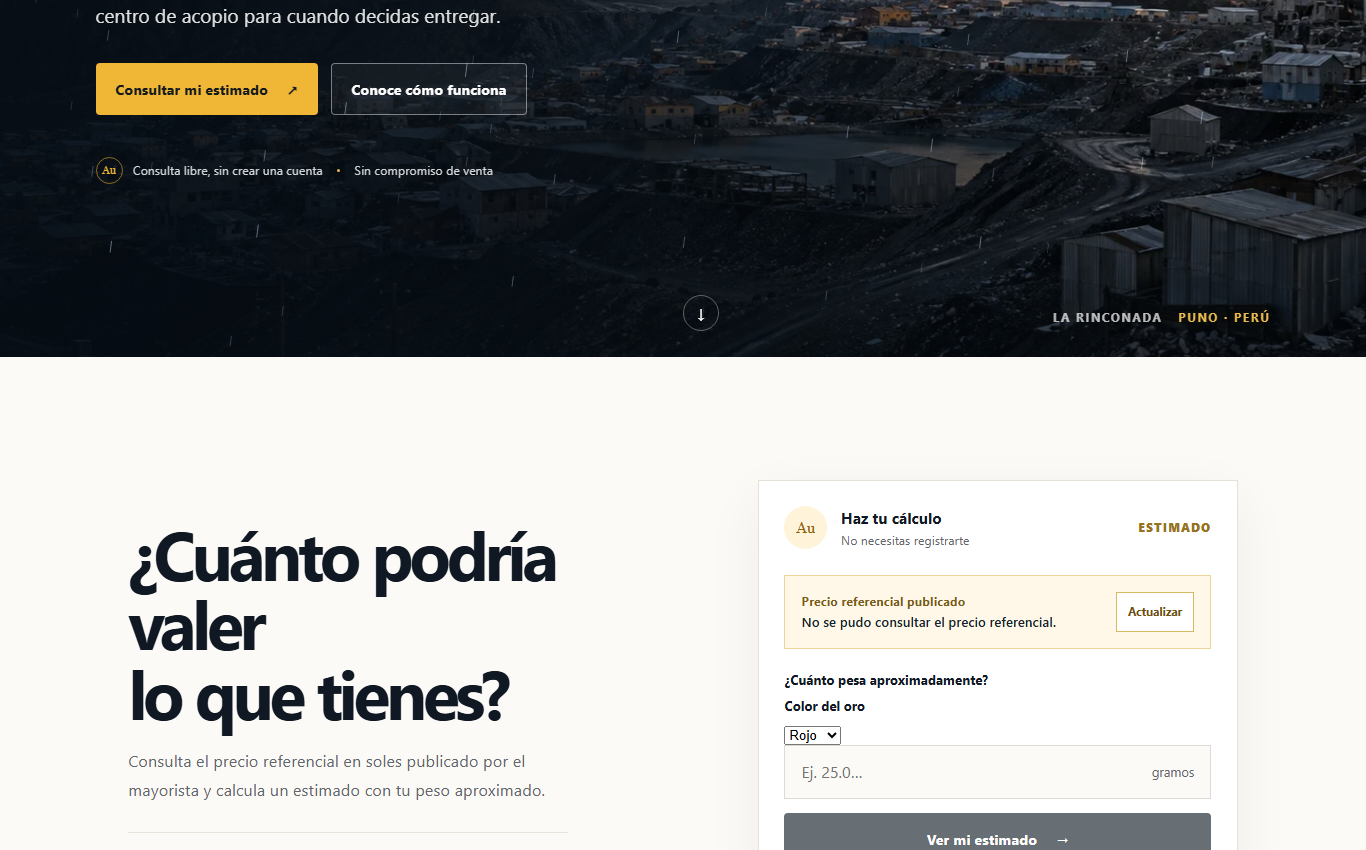 centro de acopio para cuando decidas entregar.
Consultar mi estimado ↗
Conoce cómo funciona
Au Consulta libre, sin crear una cuenta • Sin compromiso de venta
↓
LA RINCONADA PUNO · PERÚ
¿Cuánto podría
valer
lo que tienes?
Consulta el precio referencial en soles publicado por el
mayorista y calcula un estimado con tu peso aproximado.
Au
Haz tu cálculo
No necesitas registrarte
ESTIMADO
Precio referencial publicado
No se pudo consultar el precio referencial.
Actualizar
¿Cuánto pesa aproximadamente?
Color del oro
Rojo
Ej. 25.0... gramos
Ver mi estimado →